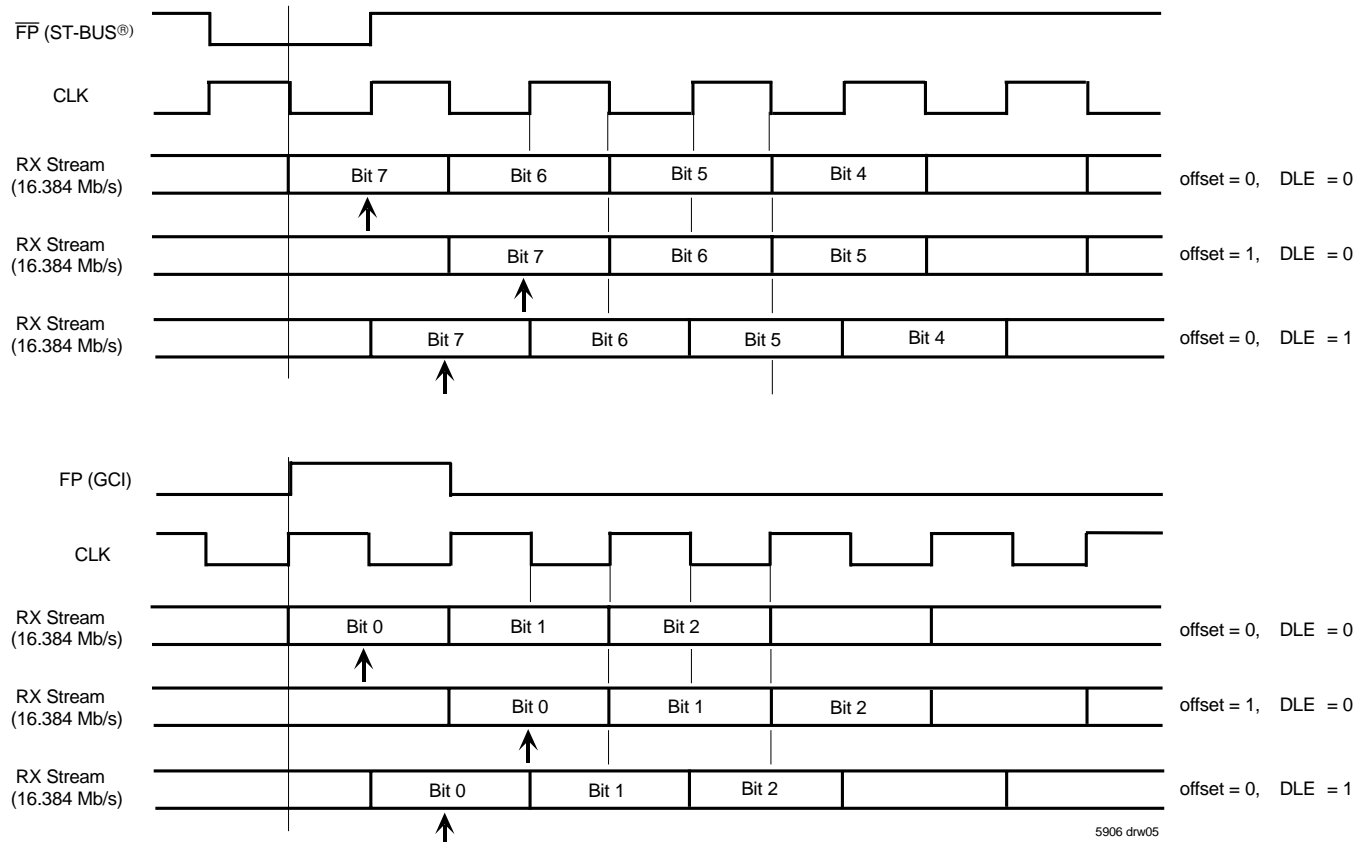 FP (ST-BUS®)
CLK
RX Stream
(16.384 Mb/s)
Bit 7
Bit 6
Bit 5
Bit 4
offset = 0, DLE = 0
RX Stream
(16.384 Mb/s)
Bit 7
Bit 6
Bit 5
offset = 1, DLE = 0
RX Stream
(16.384 Mb/s)
Bit 7
Bit 6
Bit 5
Bit 4
offset = 0, DLE = 1
FP (GCI)
CLK
RX Stream
(16.384 Mb/s)
Bit 0
Bit 1
Bit 2
offset = 0, DLE = 0
RX Stream
(16.384 Mb/s)
Bit 0
Bit 1
Bit 2
offset = 1, DLE = 0
RX Stream
(16.384 Mb/s)
Bit 0
Bit 1
Bit 2
offset = 0, DLE = 1
5906 drw05